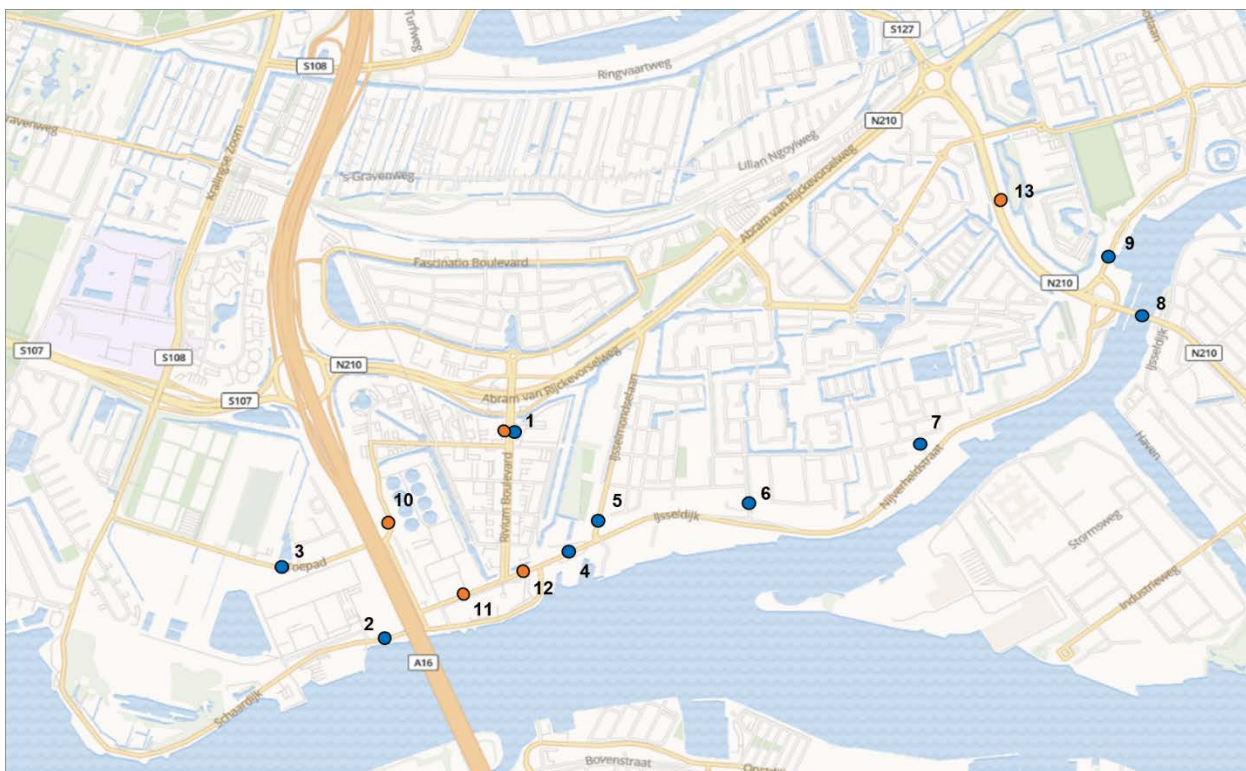 S127
Turfweg
S108
Ringvaartweg
ravenweg
N210
Kralingse Zoom
Lilian Ngoyiweg
's Gravenweg
Abram van Rijckevorselweg
13
Fascinatio Boulevard
9
N210
8
IJsseldijk
S107
S108
N210
N210
Abram van Rijckevorselweg
S107
IJsselmondselaan
1
7
Haven
10
Rivium Boulevard
5
6
IJsseldijk
Nijverheidstraat
3
oepad
4
Stormsweg
12
11
Industrieweg
2
A16
Schaardijk
Bovenstraat